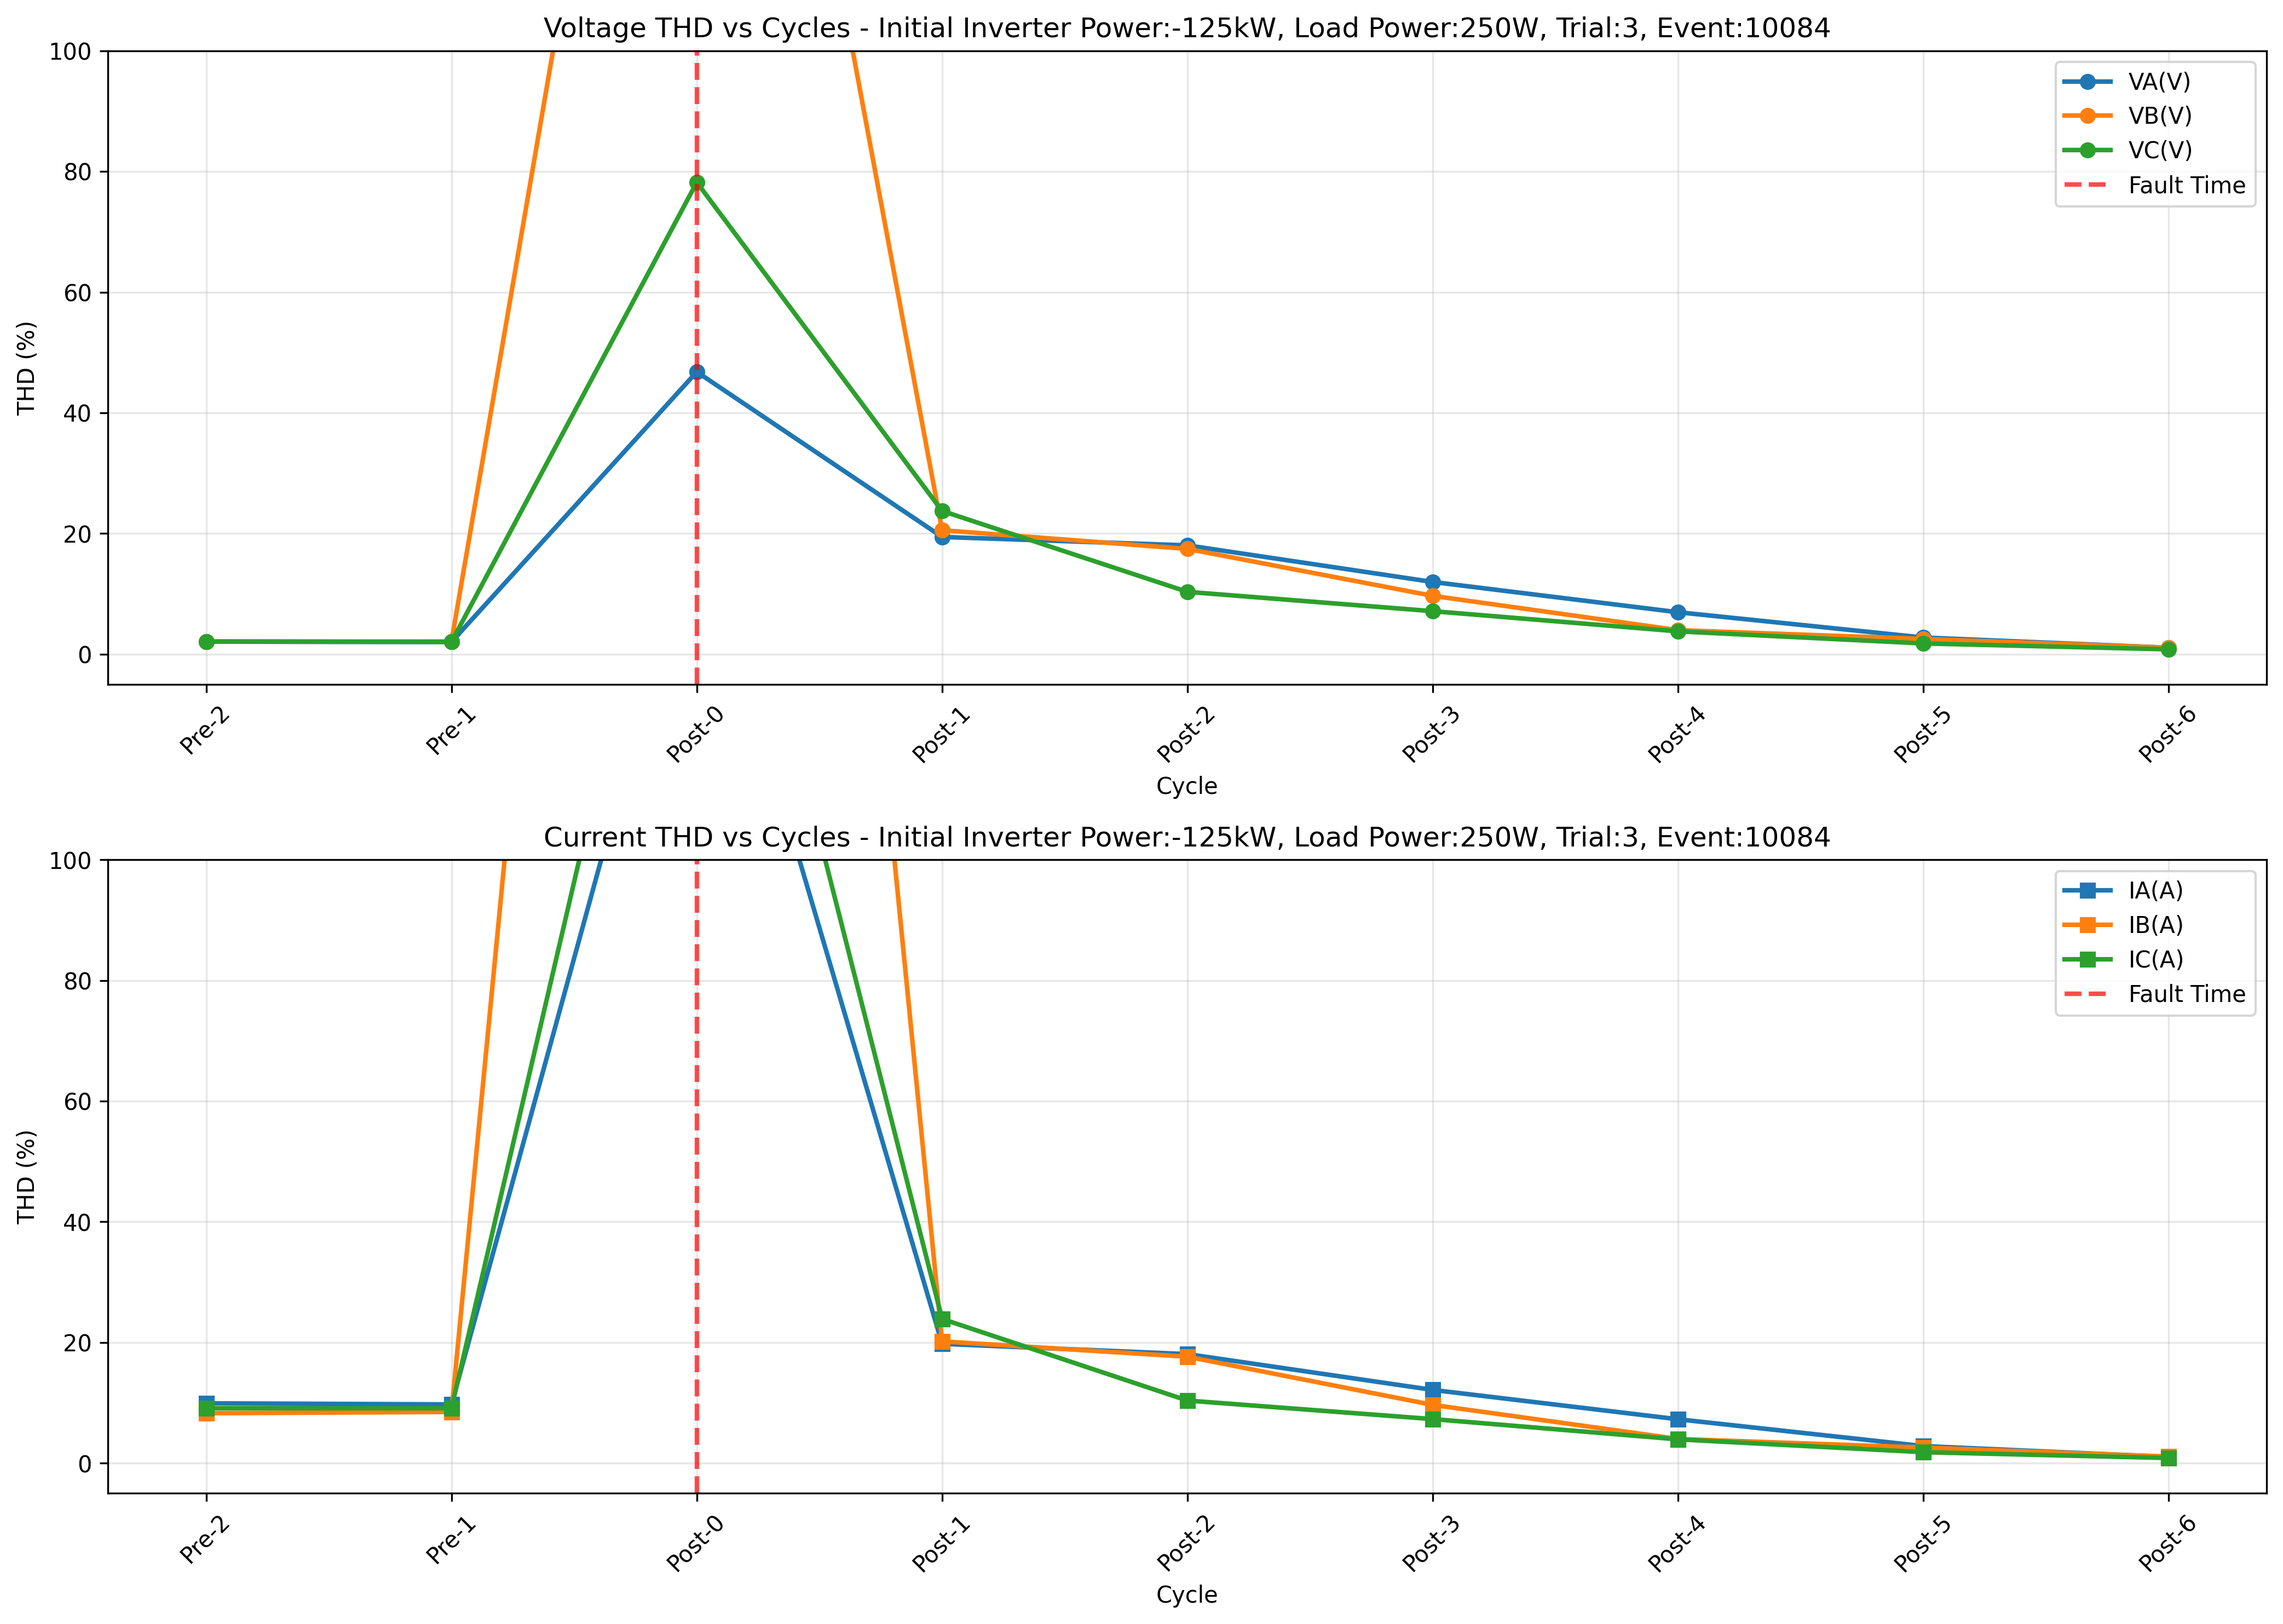 Voltage THD vs Cycles - Initial Inverter Power:-125kW, Load Power:250W, Trial:3, Event:10084
THD (%)
100
80
60
40
20
0
VA(V)
VB(V)
VC(V)
Fault Time
Pre-2
Pre-1
Post-0
Post-1
Post-2
Post-3
Post-4
Post-5
Post-6
Cycle
Current THD vs Cycles - Initial Inverter Power:-125kW, Load Power:250W, Trial:3, Event:10084
THD (%)
100
80
60
40
20
0
IA(A)
IB(A)
IC(A)
Fault Time
Pre-2
Pre-1
Post-0
Post-1
Post-2
Post-3
Post-4
Post-5
Post-6
Cycle